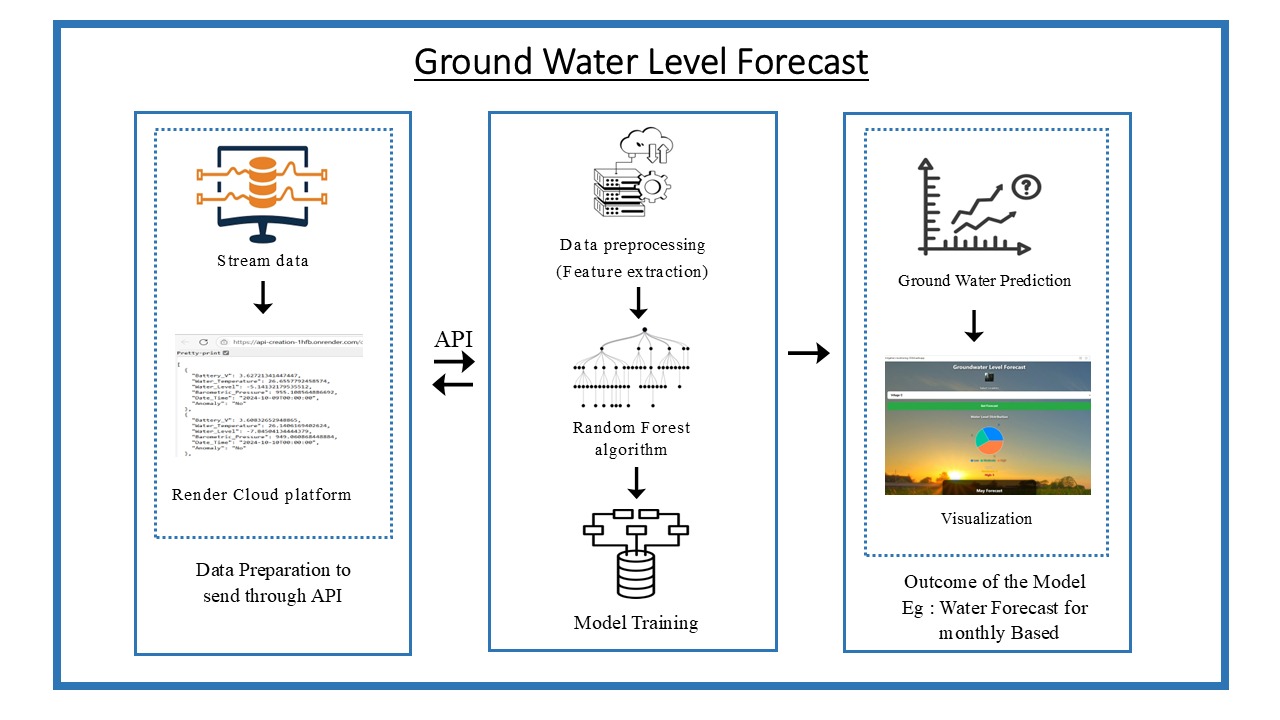 Ground Water Level Forecast
Stream data
https://api-creation-1hfb.onrender.com/
Pretty-print
[
{
"Battery_V": 3.62721341447447,
"Water_Temperature": 26.6557792458574,
"Water_Level": -5.14132179535512,
"Barometric_Pressure": 955.108564886692,
"Date_Time": "2024-10-09T00:00:00",
"Anomaly": "No"
},
{
"Battery_V": 3.60832652948865,
"Water_Temperature": 26.1406169402624,
"Water_Level": -7.84504134444379,
"Barometric_Pressure": 949.060868448884,
"Date_Time": "2024-10-10T00:00:00",
"Anomaly": "No"
},
Render Cloud platform
Data Preparation to
send through API
API
Data preprocessing
(Feature extraction)
Random Forest
algorithm
Model Training
?
Ground Water Prediction
Groundwater Level Forecast
Get Forecast
Water Level Distribution
May Forecast
Visualization
Outcome of the Model
Eg : Water Forecast for
monthly Based